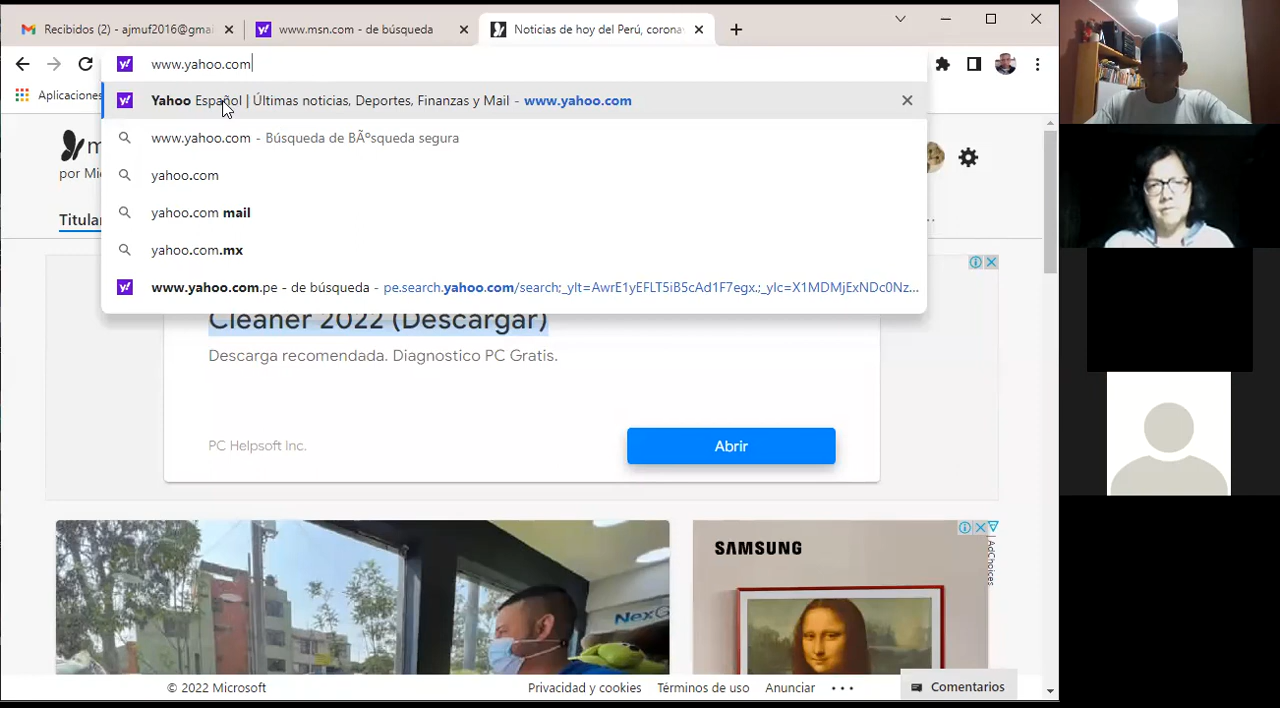 Recibidos (2) - ajmuf2016@gmai
www.msn.com - de búsqueda
Noticias de hoy del Perú, corona
www.yahoo.com
Aplicaciones
Yahoo Español | Últimas noticias, Deportes, Finanzas y Mail - www.yahoo.com
www.yahoo.com - Búsqueda de BÃºsqueda segura
yahoo.com
yahoo.com mail
yahoo.com.mx
www.yahoo.com.pe - de búsqueda - pe.search.yahoo.com/search;_ylt=AwrE1yEFLT5iB5cAd1F7egx.;_ylc=X1MDMjExNDc0Nz...
m
por Mi
Titular
Cleaner 2022 (Descargar)
Descarga recomendada. Diagnostico PC Gratis.
PC Helpsoft Inc.
Abrir
NexG
SAMSUNG
AdChoices
© 2022 Microsoft
Privacidad y cookies
Términos de uso
Anunciar
Comentarios